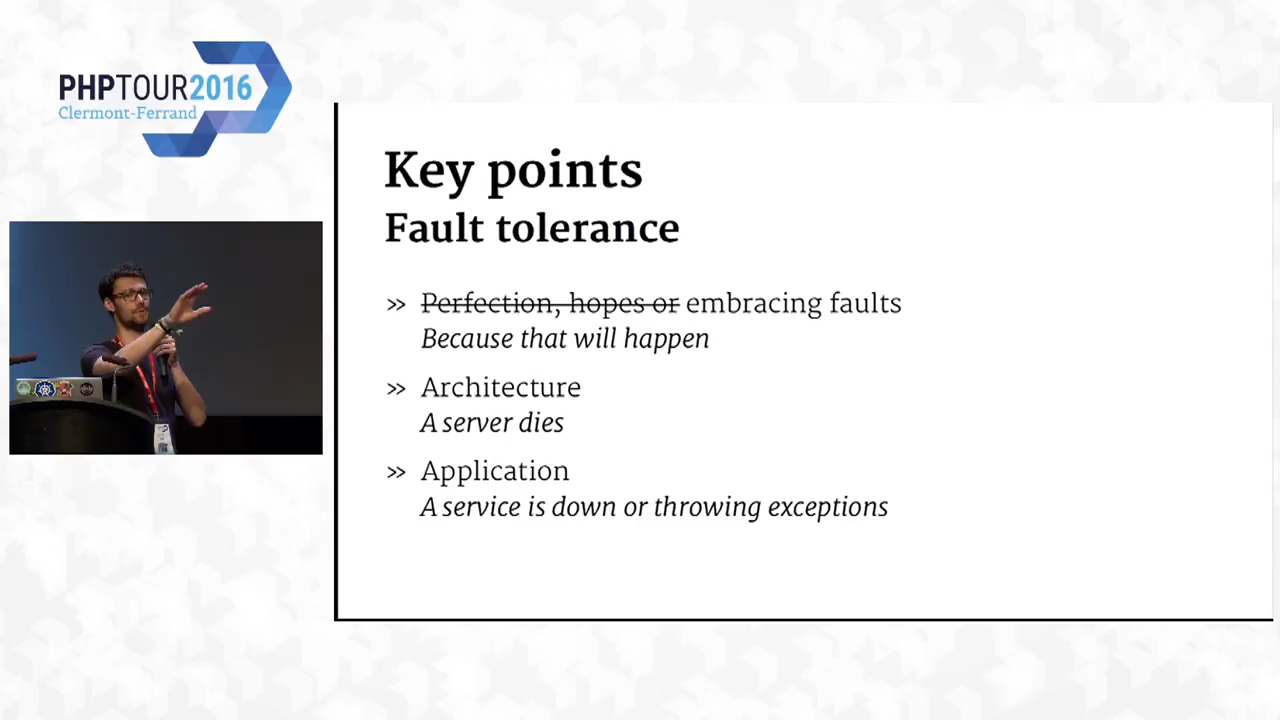 PHPTOUR2016
Clermont-Ferrand
Key points
Fault tolerance
» Perfection, hopes or embracing faults
Because that will happen
» Architecture
A server dies
» Application
A service is down or throwing exceptions